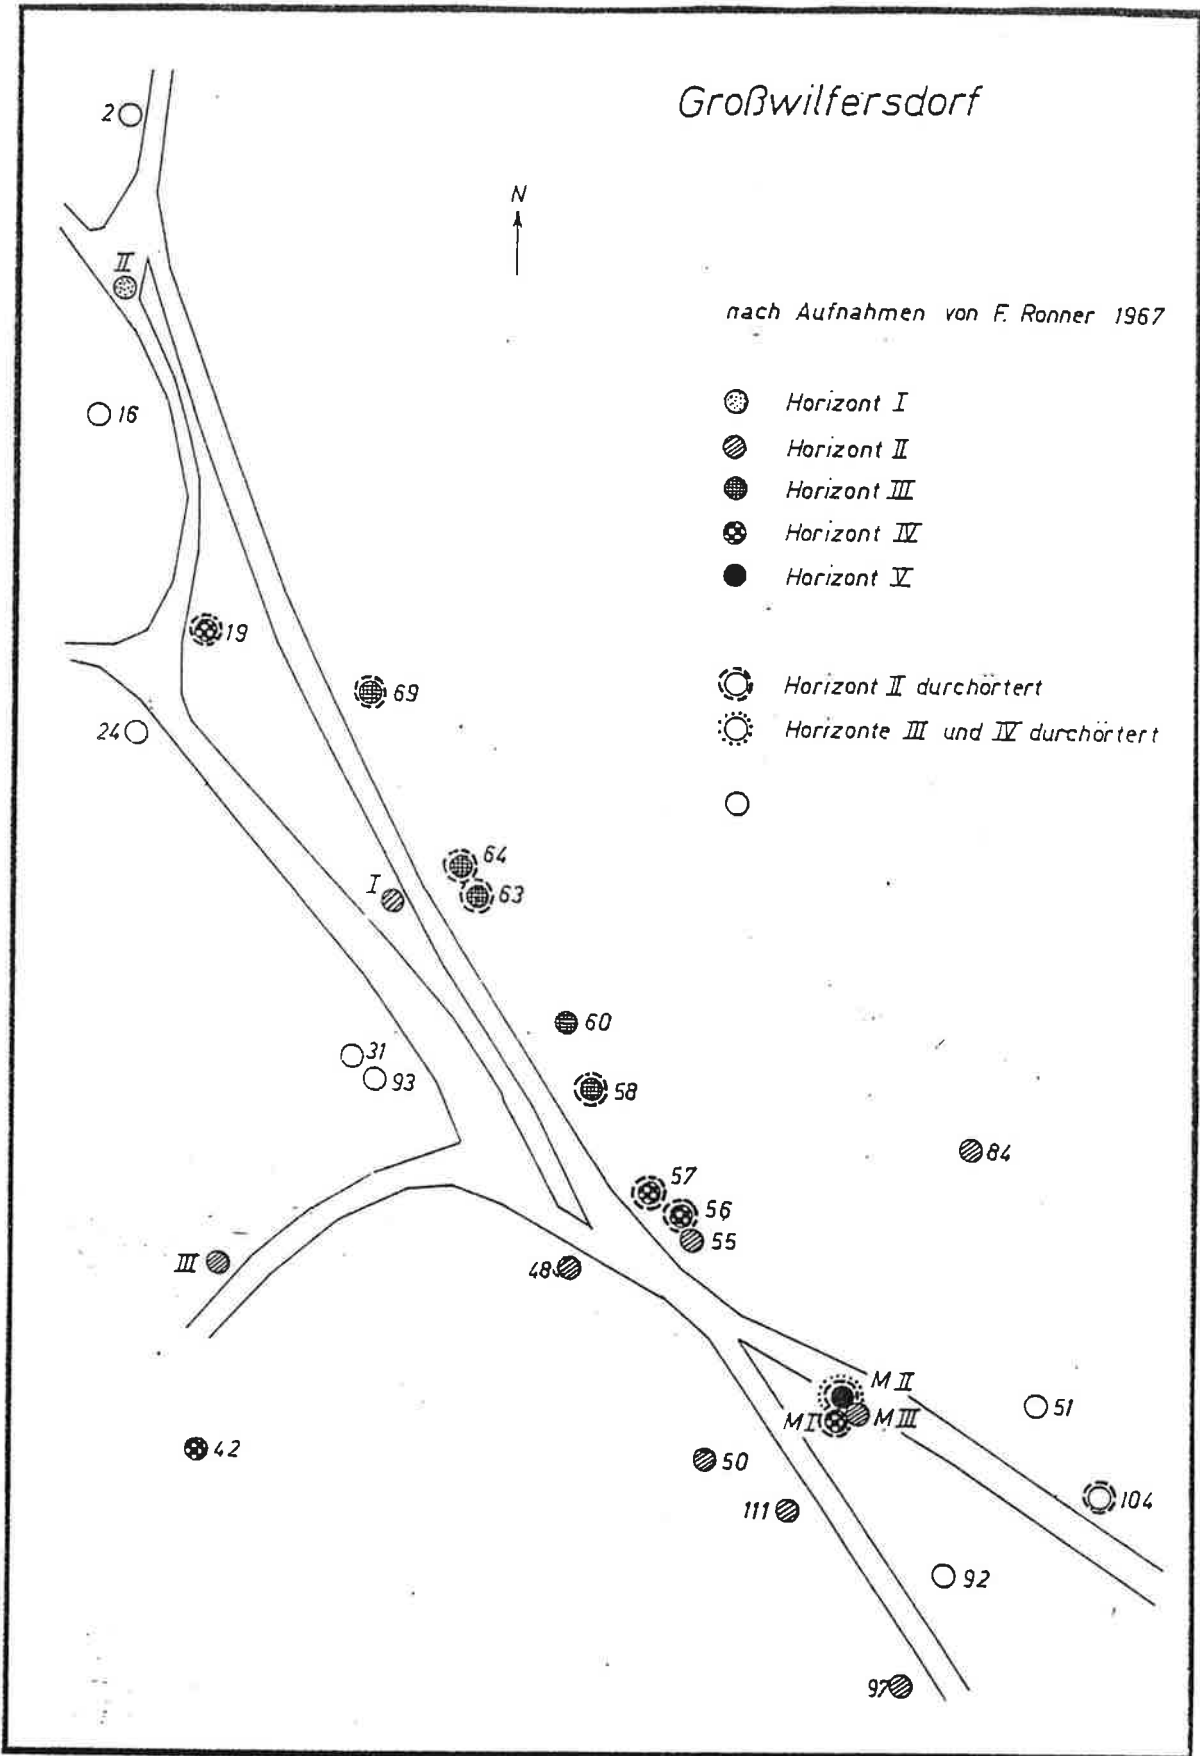 Großwilfersdorf
2
N
II
nach Aufnahmen von F. Ronner 1967
Horizont I
16
Horizont II
Horizont III
Horizont IV
Horizont V
19
69
Horizont II durchörtert
24
Horizonte III und IV durchörtert
64
I
63
60
31
93
58
84
57
56
55
III
48
M II
51
M I
M III
42
50
104
111
92
97